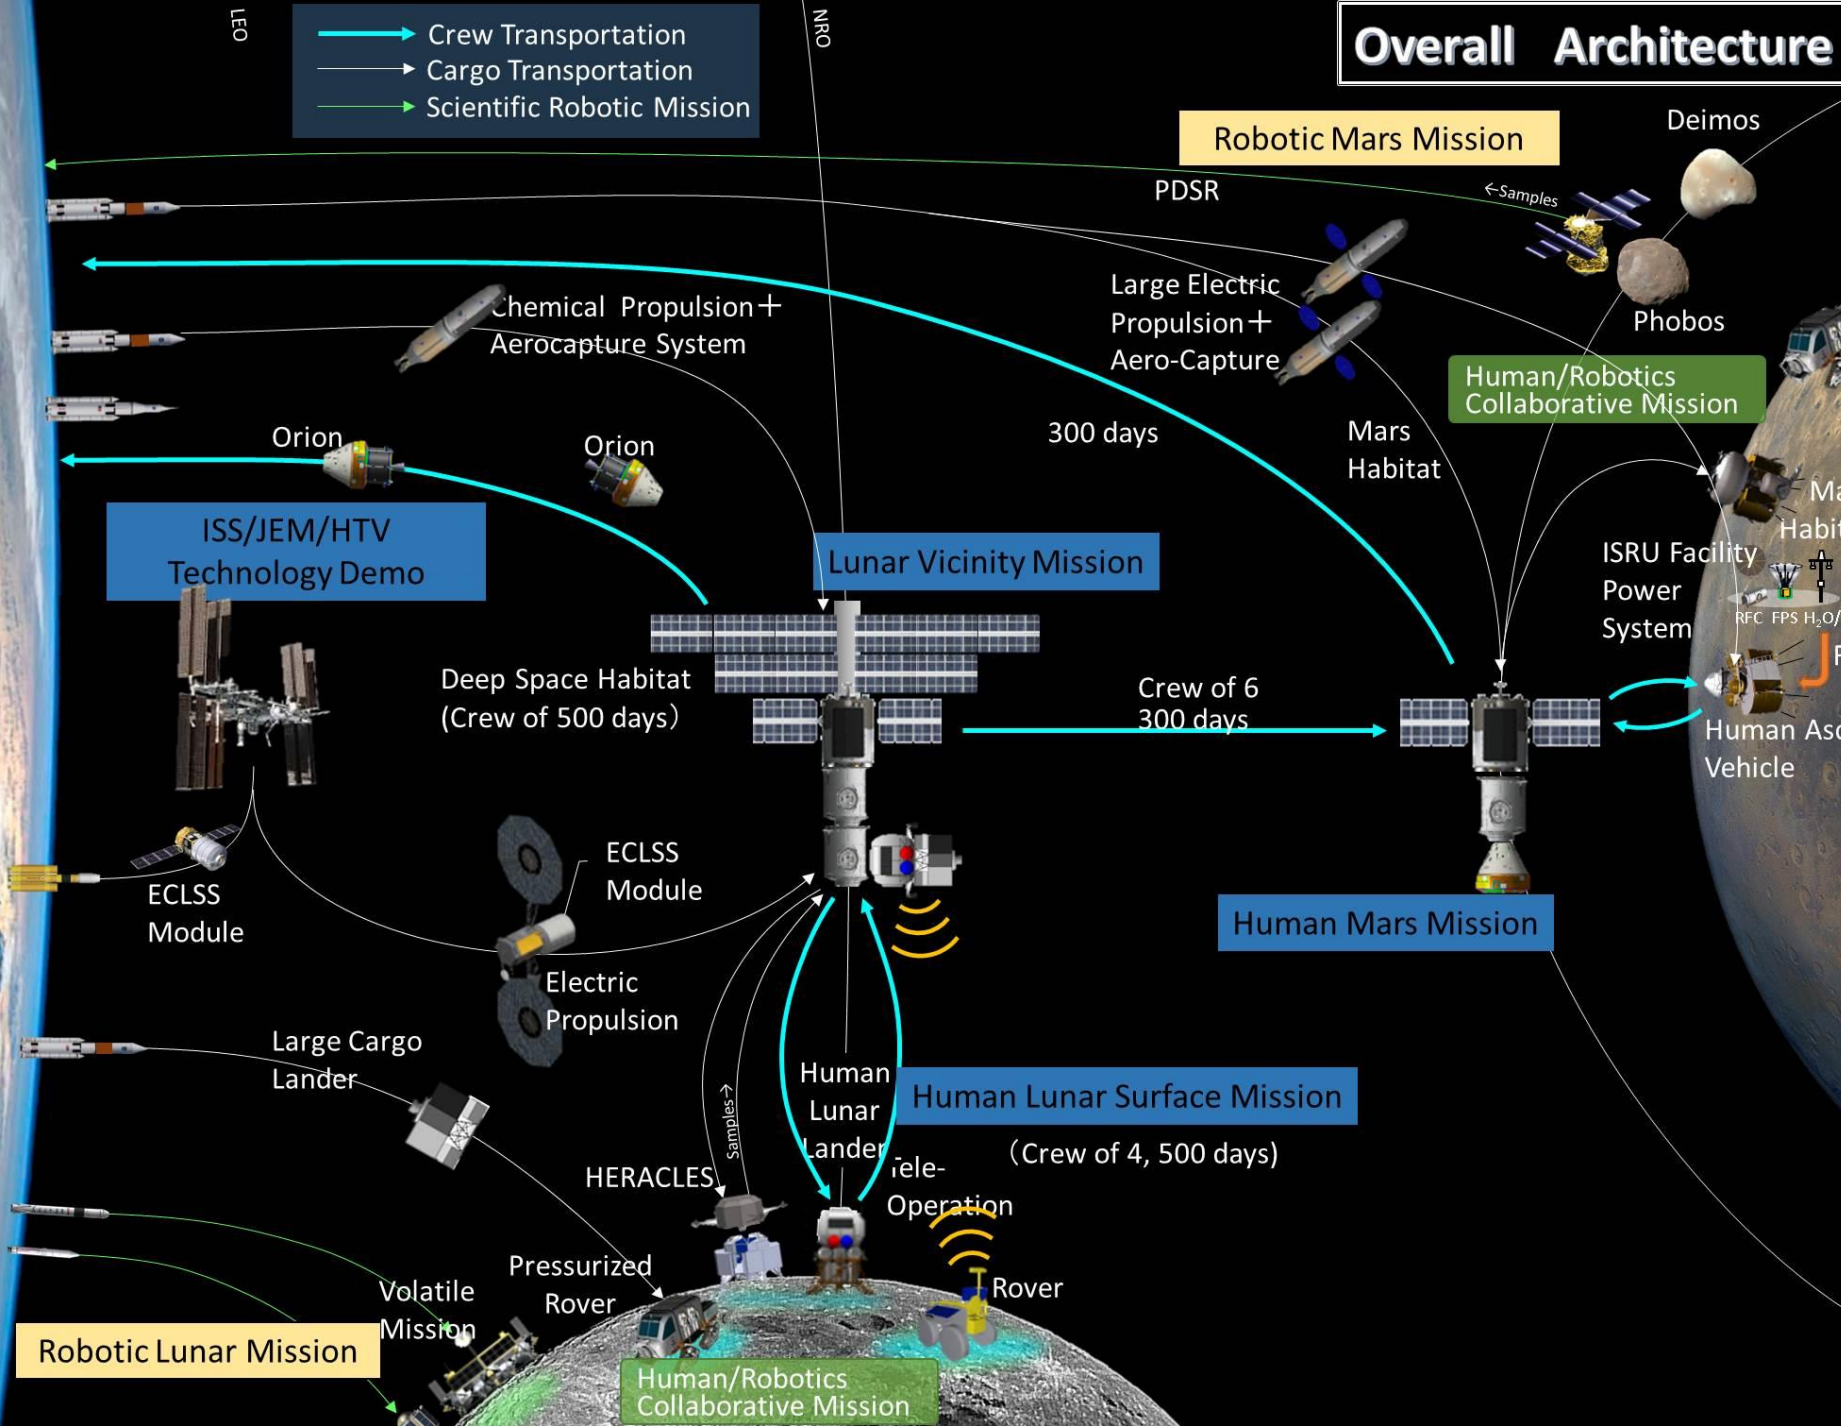 LEO
Crew Transportation
Cargo Transportation
Scientific Robotic Mission
NRO
Overall Architecture
Robotic Mars Mission
Deimos
PDSR
←Samples
Phobos
Chemical Propulsion＋
Aerocapture System
Large Electric
Propulsion＋
Aero-Capture
Human/Robotics
Collaborative Mission
300 days
Mars
Habitat
Orion
Orion
ISS/JEM/HTV
Technology Demo
Lunar Vicinity Mission
Ma
Habit
ISRU Facility
Power
System
RFC FPS H₂O/
Deep Space Habitat
(Crew of 500 days）
Crew of 6
300 days
Human Asc
Vehicle
ECLSS
Module
ECLSS
Module
Electric
Propulsion
Human Mars Mission
Large Cargo
Lander
Samples→
Human
Lunar
Lander
Human Lunar Surface Mission
（Crew of 4, 500 days)
HERACLES
Tele-
Operation
Pressurized
Rover
Rover
Volatile
Mission
Robotic Lunar Mission
Human/Robotics
Collaborative Mission